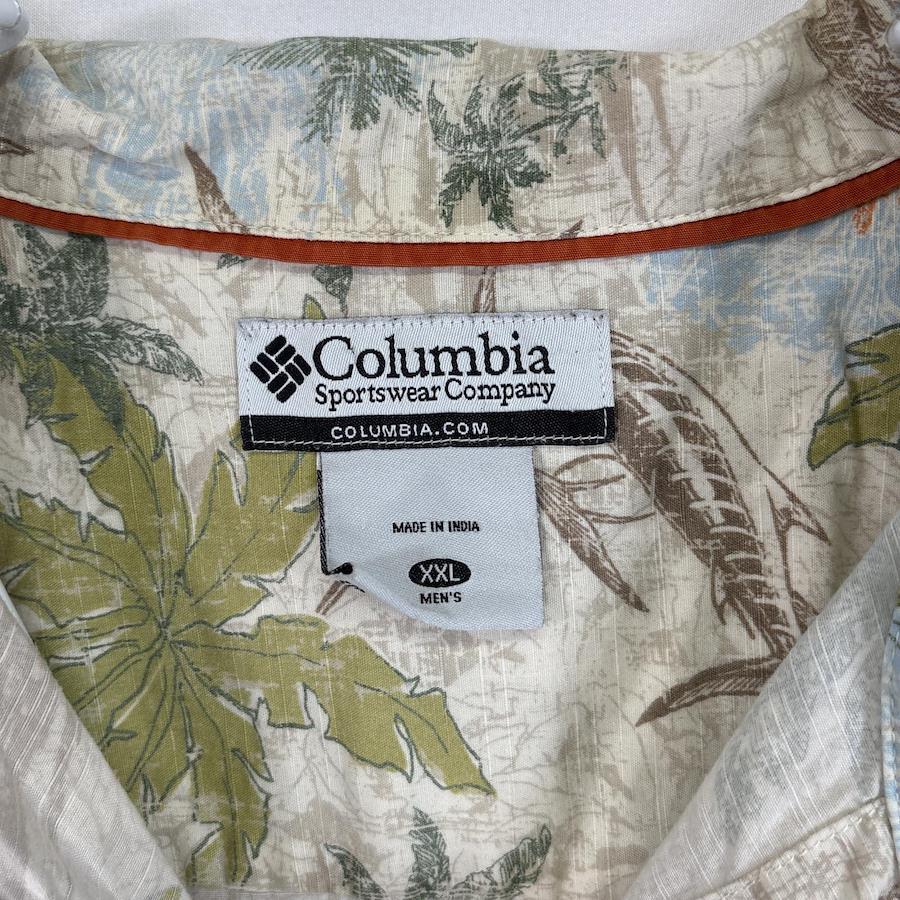 Columbia
Sportswear Company
COLUMBIA.COM
MADE IN INDIA
XXL
MEN'S